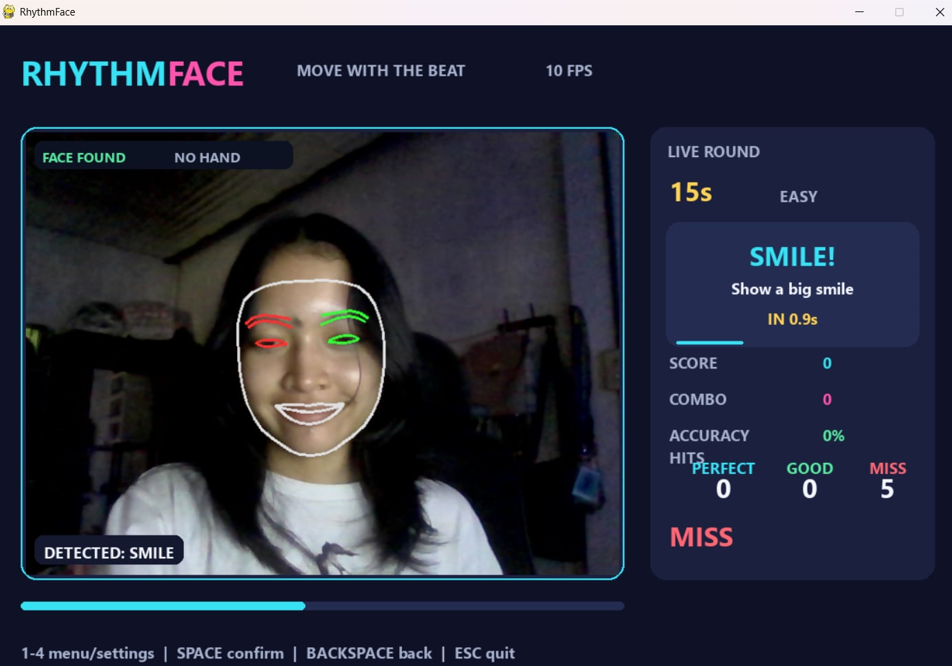 RhythmFace
RHYTHMFACE
MOVE WITH THE BEAT
10 FPS
FACE FOUND
NO HAND
DETECTED: SMILE
LIVE ROUND
15s
EASY
SMILE!
Show a big smile
IN 0.9s
SCORE 0
COMBO 0
ACCURACY 0%
HITS
PERFECT GOOD MISS
0 0 5
MISS
1-4 menu/settings | SPACE confirm | BACKSPACE back | ESC quit